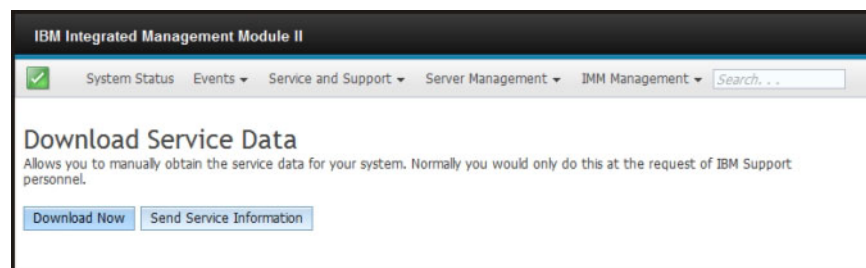 IBM Integrated Management Module II
System Status Events Service and Support Server Management IMM Management Search. . .
Download Service Data
Allows you to manually obtain the service data for your system. Normally you would only do this at the request of IBM Support
personnel.
Download Now Send Service Information